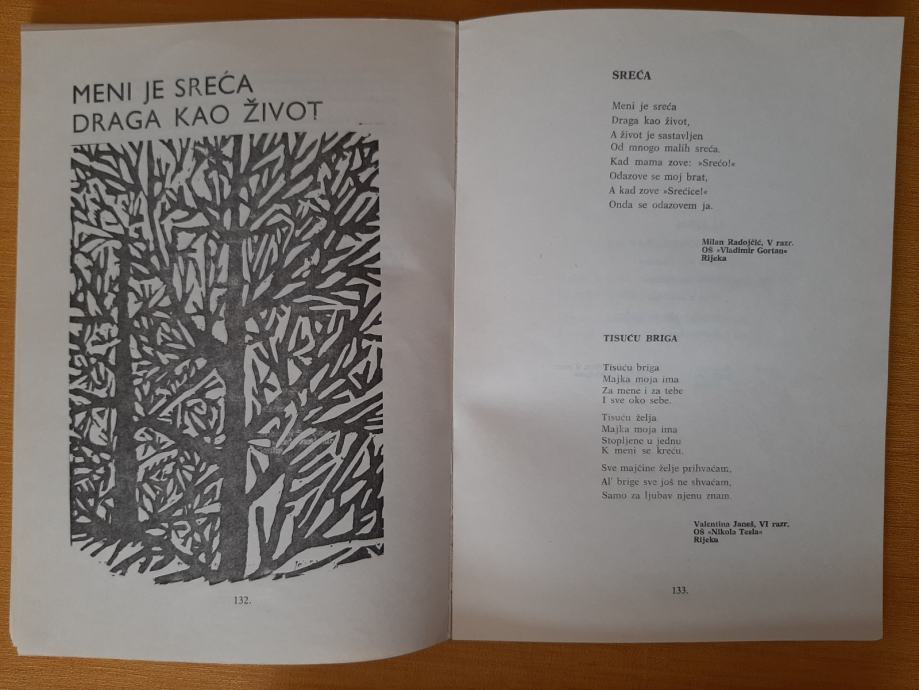 MENI JE SREĆA
DRAGA KAO ŽIVOT
132.
SREĆA
Meni je sreća
Draga kao život,
A život je sastavljen
Od mnogo malih sreća.
Kad mama zove: »Srećo!«
Odazove se moj brat,
A kad zove »Srećice!«
Onda se odazovem ja.
Milan Radojčić, V razr.
OŠ »Vladimir Gortan«
Rijeka
TISUĆU BRIGA
Tisuću briga
Majka moja ima
Za mene i za tebe
I sve oko sebe.
Tisuću želja
Majka moja ima
Stopljene u jednu
K meni se kreću.
Sve majčine želje prihvaćam,
Al' brige sve još ne shvaćam,
Samo za ljubav njenu znam.
Valentina Janeš, VI razr.
OŠ »Nikola Tesla«
Rijeka
133.